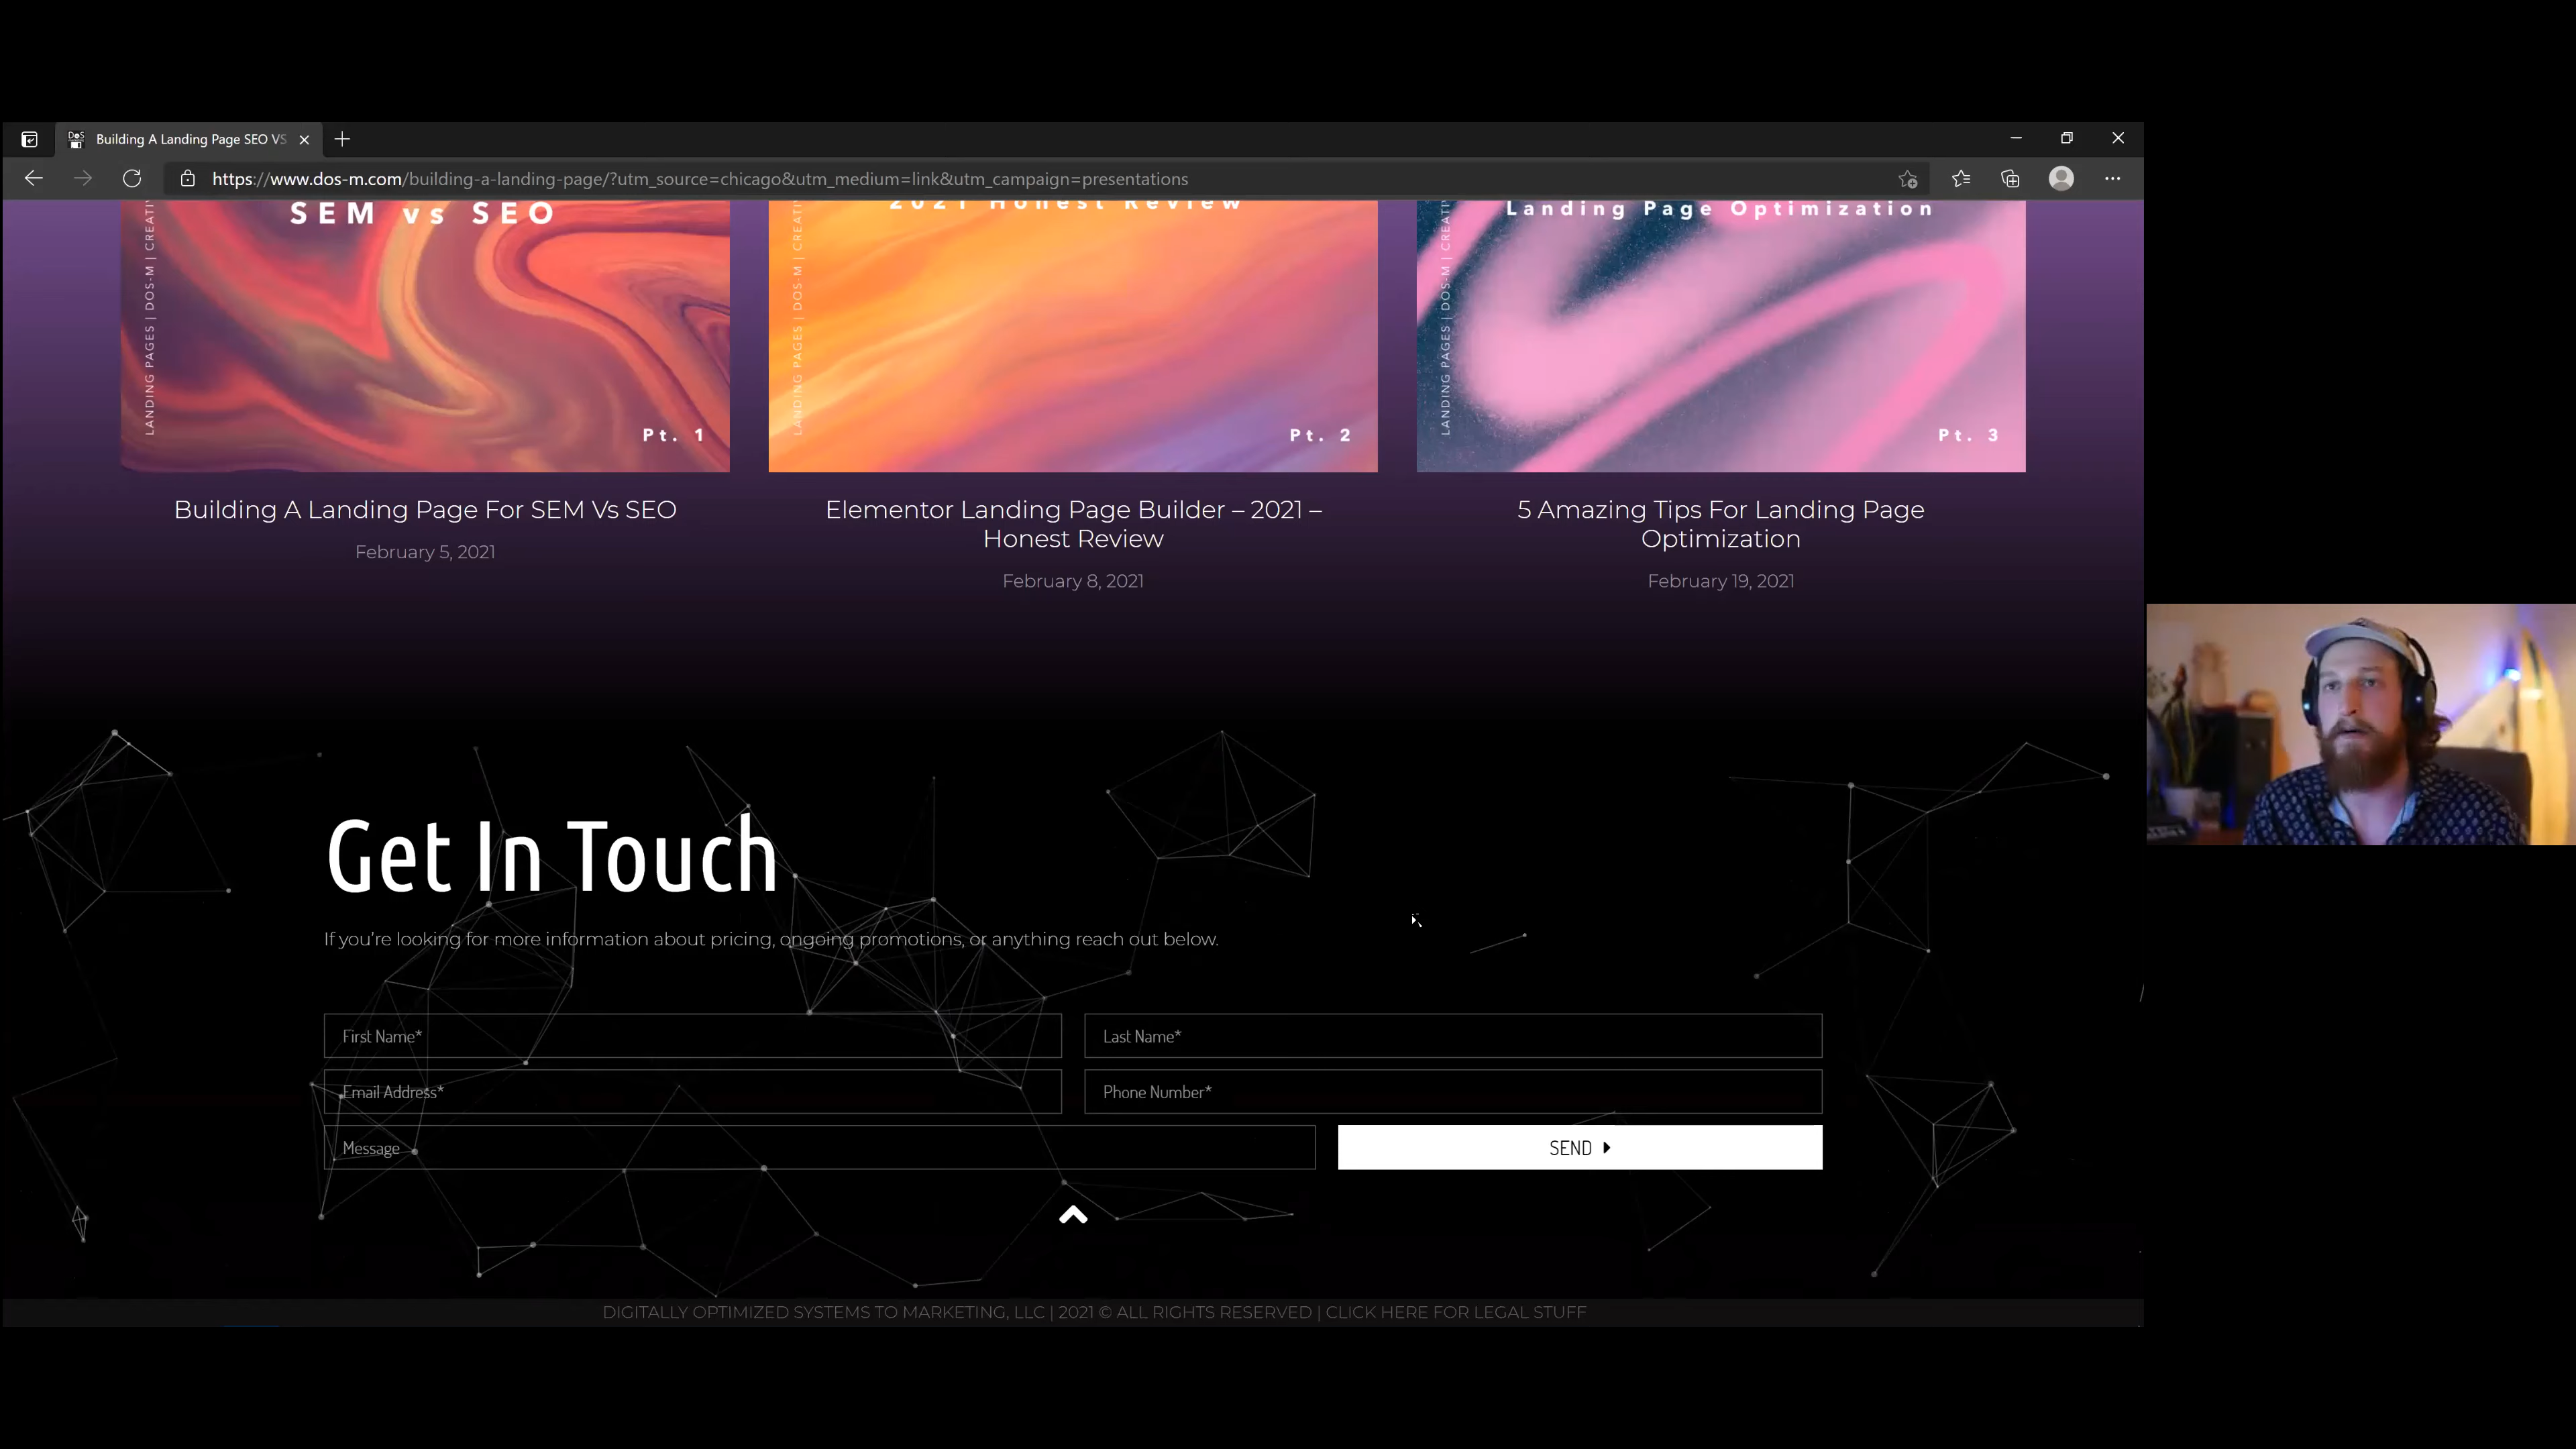 DoS
Building A Landing Page SEO VS
https://www.dos-m.com/building-a-landing-page/?utm_source=chicago&utm_medium=link&utm_campaign=presentations
SEM vs SEO
LANDING PAGES | DOS-M | CREATIV
Pt. 1
2021 Honest Review
LANDING PAGES | DOS M | CREATIV
Pt. 2
Landing Page Optimization
LANDING PAGES | DOS-M | CREATIV
Pt. 3
Building A Landing Page For SEM Vs SEO
February 5, 2021
Elementor Landing Page Builder – 2021 –
Honest Review
February 8, 2021
5 Amazing Tips For Landing Page
Optimization
February 19, 2021
Get In Touch
If you're looking for more information about pricing, ongoing promotions, or anything reach out below.
First Name*
Last Name*
Email Address*
Phone Number*
Message
SEND
DIGITALLY OPTIMIZED SYSTEMS TO MARKETING, LLC | 2021 © ALL RIGHTS RESERVED | CLICK HERE FOR LEGAL STUFF